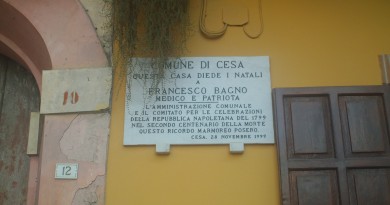 COMUNE DI CESA
QUESTA CASA DIEDE I NATALI
A
FRANCESCO BAGNO
MEDICO E PATRIOTA
L'AMMINISTRAZIONE COMUNALE
E IL COMITATO PER LE CELEBRAZIONI
DELLA REPUBBLICA NAPOLETANA DEL 1799
NEL SECONDO CENTENARIO DELLA MORTE
QUESTO RICORDO MARMOREO POSERO.
CESA, 28 NOVEMBRE 1999
19
12